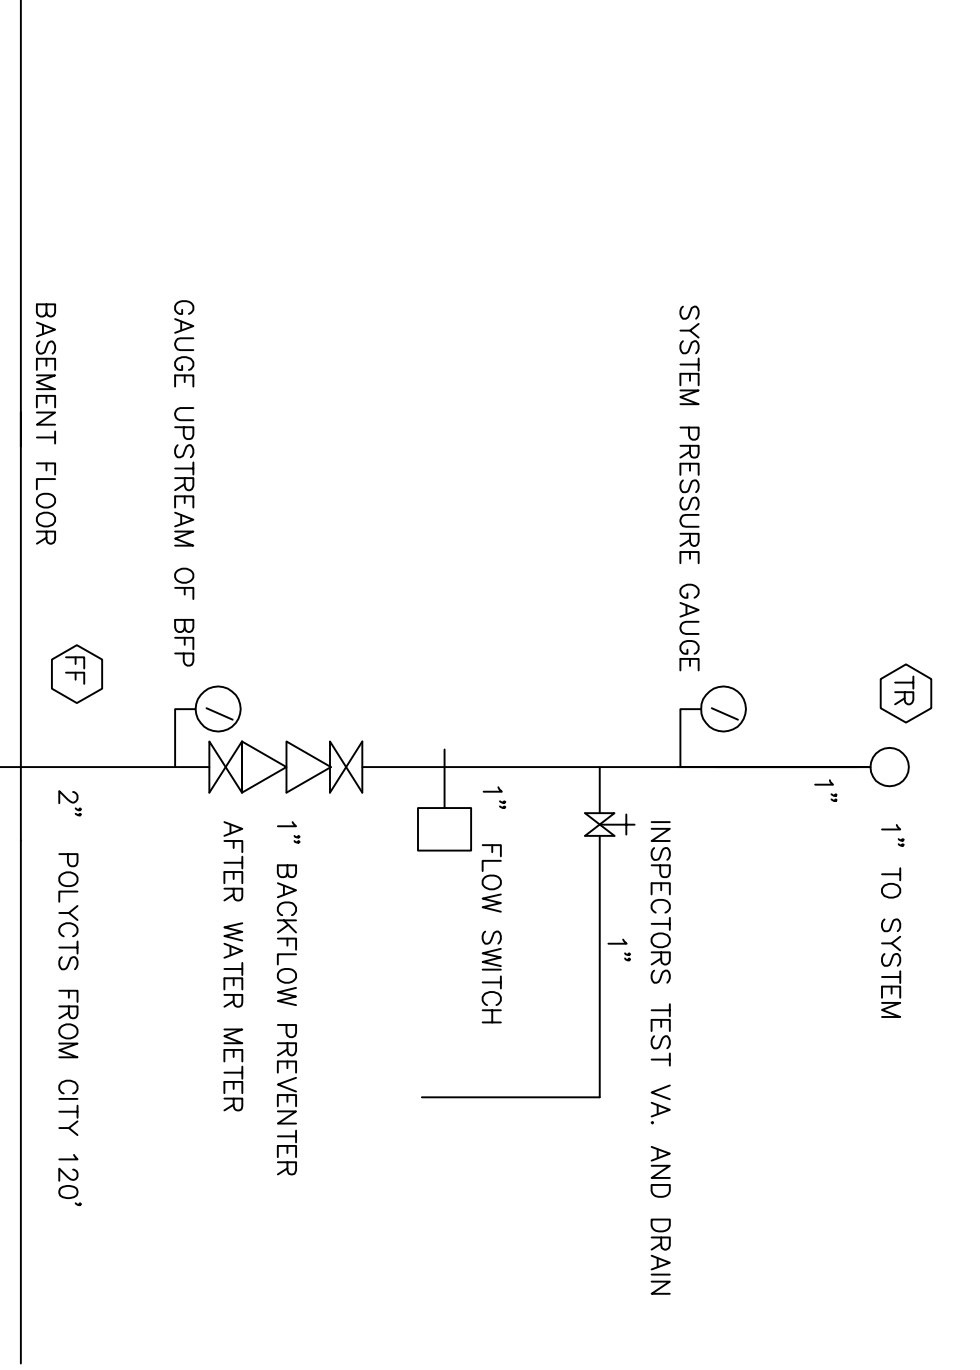 TR
1” TO SYSTEM
1”
SYSTEM PRESSURE GAUGE
INSPECTORS TEST VA. AND DRAIN
1”
1” FLOW SWITCH
1” BACKFLOW PREVENTER
AFTER WATER METER
GAUGE UPSTREAM OF BFP
FF
2” POLYCTS FROM CITY 120’
BASEMENT FLOOR